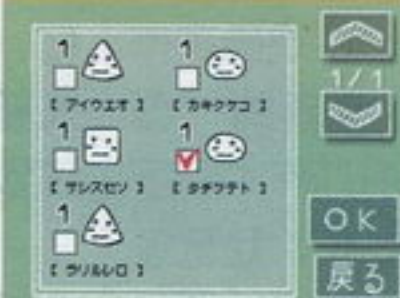 1 1
[ アイウエオ ] [ カキクケコ ]
1/1
1 1
[ サシスセソ ] [ タチツテト ]
1
[ ラリルレロ ]
OK
戻る